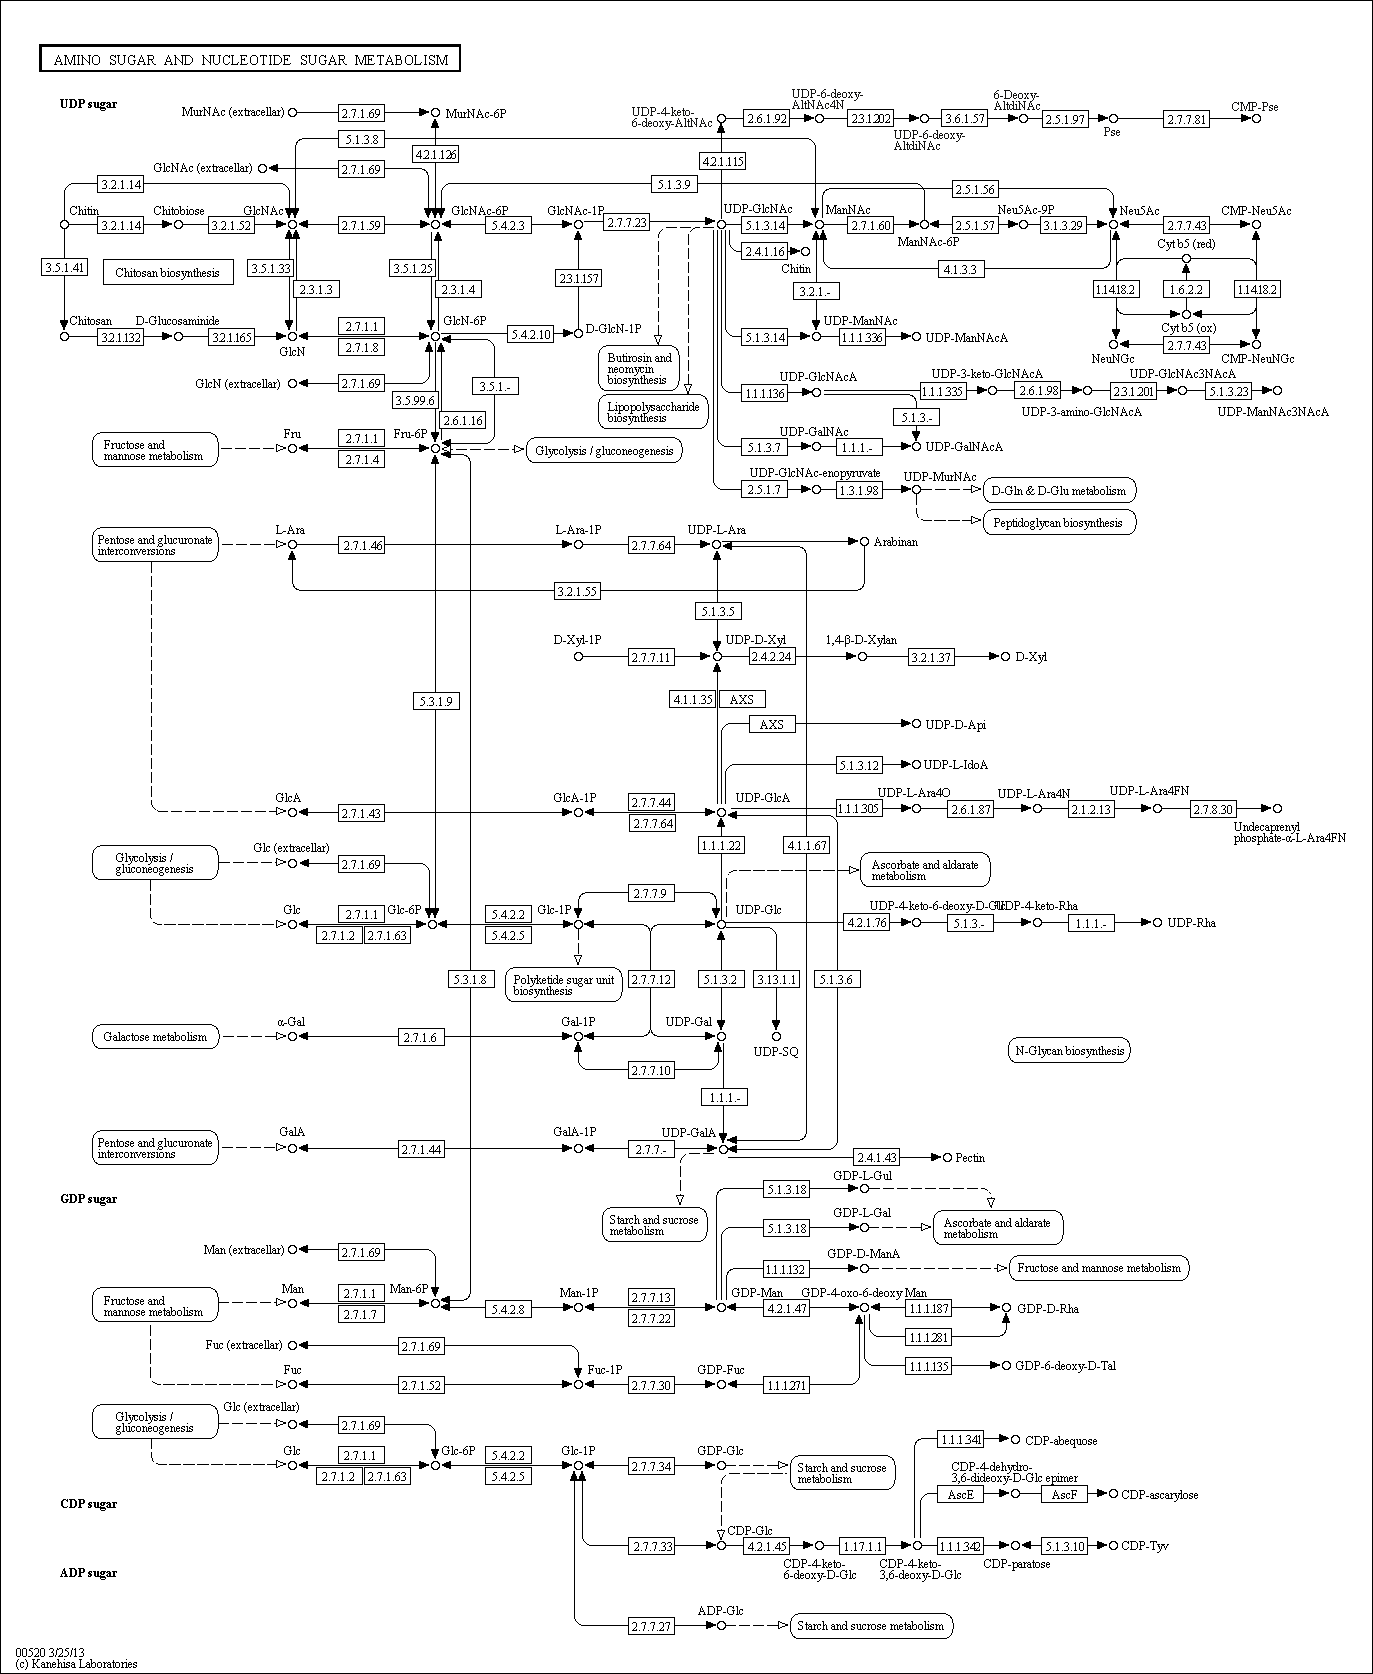 AMINO SUGAR AND NUCLEOTIDE SUGAR METABOLISM
UDP sugar
MurNAc (extracellar)
2.7.1.69
MurNAc-6P
UDP-4-keto-
6-deoxy-AltNAc
2.6.1.92
UDP-6-deoxy-
AltNAc4N
2.3.1.202
UDP-6-deoxy-
AltdiNAc
3.6.1.57
6-Deoxy-
AltdiNAc
2.5.1.97
Pse
2.7.7.81
CMP-Pse
5.1.3.8
4.2.1.126
4.2.1.115
GlcNAc (extracellar)
2.7.1.69
3.2.1.14
5.1.3.9
2.5.1.56
Chitin
3.2.1.14
Chitobiose
3.2.1.52
GlcNAc
2.7.1.59
GlcNAc-6P
5.4.2.3
GlcNAc-1P
2.7.7.23
UDP-GlcNAc
5.1.3.14
ManNAc
2.7.1.60
ManNAc-6P
2.5.1.57
Neu5Ac-9P
3.1.3.29
Neu5Ac
2.7.7.43
CMP-Neu5Ac
2.4.1.16
Chitin
Cyt b5 (red)
3.5.1.41
Chitosan biosynthesis
3.5.1.33
2.3.1.3
3.5.1.25
2.3.1.4
2.3.1.157
3.2.1.-
4.1.3.3
1.14.18.2
1.6.2.2
1.14.18.2
Cyt b5 (ox)
Chitosan
3.2.1.132
D-Glucosaminide
3.2.1.165
GlcN
2.7.1.1
2.7.1.8
GlcN-6P
5.4.2.10
D-GlcN-1P
5.1.3.14
UDP-ManNAc
1.1.1.336
UDP-ManNAcA
NeuNGc
2.7.7.43
CMP-NeuNGc
Butirosin and
neomycin
biosynthesis
GlcN (extracellar)
2.7.1.69
3.5.1.-
3.5.99.6
2.6.1.16
Lipopolysaccharide
biosynthesis
1.1.1.136
UDP-GlcNAcA
5.1.3.-
1.1.1.335
UDP-3-keto-GlcNAcA
2.6.1.98
UDP-3-amino-GlcNAcA
2.3.1.201
UDP-GlcNAc3NAcA
5.1.3.23
UDP-ManNAc3NAcA
Fructose and
mannose metabolism
Fru
2.7.1.1
2.7.1.4
Fru-6P
Glycolysis / gluconeogenesis
5.1.3.7
UDP-GalNAc
1.1.1.-
UDP-GalNAcA
2.5.1.7
UDP-GlcNAc-enopyruvate
1.3.1.98
UDP-MurNAc
D-Gln & D-Glu metabolism
Peptidoglycan biosynthesis
Pentose and glucuronate
interconversions
L-Ara
2.7.1.46
L-Ara-1P
2.7.7.64
UDP-L-Ara
Arabinan
3.2.1.55
5.1.3.5
D-Xyl-1P
2.7.7.11
UDP-D-Xyl
2.4.2.24
1,4-β-D-Xylan
3.2.1.37
D-Xyl
5.3.1.9
4.1.1.35
AXS
AXS
UDP-D-Api
5.1.3.12
UDP-L-IdoA
GlcA
2.7.1.43
GlcA-1P
2.7.7.44
2.7.7.64
UDP-GlcA
1.1.1.305
UDP-L-Ara4O
2.6.1.87
UDP-L-Ara4N
2.1.2.13
UDP-L-Ara4FN
2.7.8.30
Undecaprenyl
phosphate-α-L-Ara4FN
1.1.1.22
4.1.1.67
Glycolysis /
gluconeogenesis
Glc (extracellar)
2.7.1.69
Ascorbate and aldarate
metabolism
Glc
2.7.1.1
2.7.1.2
2.7.1.63
Glc-6P
5.4.2.2
5.4.2.5
Glc-1P
2.7.7.9
UDP-Glc
4.2.1.76
UDP-4-keto-6-deoxy-D-Glc
5.1.3.-
UDP-4-keto-Rha
1.1.1.-
UDP-Rha
5.3.1.8
Polyketide sugar unit
biosynthesis
2.7.7.12
5.1.3.2
3.13.1.1
5.1.3.6
Galactose metabolism
α-Gal
2.7.1.6
Gal-1P
UDP-Gal
UDP-SQ
2.7.7.10
N-Glycan biosynthesis
1.1.1.-
Pentose and glucuronate
interconversions
GalA
2.7.1.44
GalA-1P
2.7.7.-
UDP-GalA
2.4.1.43
Pectin
GDP sugar
Starch and sucrose
metabolism
5.1.3.18
GDP-L-Gul
5.1.3.18
GDP-L-Gal
Ascorbate and aldarate
metabolism
Man (extracellar)
2.7.1.69
1.1.1.132
GDP-D-ManA
Fructose and mannose metabolism
Fructose and
mannose metabolism
Man
2.7.1.1
2.7.1.7
Man-6P
5.4.2.8
Man-1P
2.7.7.13
2.7.7.22
GDP-Man
4.2.1.47
GDP-4-oxo-6-deoxy Man
1.1.1.187
GDP-D-Rha
1.1.1.281
Fuc (extracellar)
2.7.1.69
1.1.1.135
GDP-6-deoxy-D-Tal
Fuc
2.7.1.52
Fuc-1P
2.7.7.30
GDP-Fuc
1.1.1.271
Glycolysis /
gluconeogenesis
Glc (extracellar)
2.7.1.69
Glc
2.7.1.1
2.7.1.2
2.7.1.63
Glc-6P
5.4.2.2
5.4.2.5
Glc-1P
2.7.7.34
GDP-Glc
Starch and sucrose
metabolism
1.1.1.341
CDP-abequose
CDP-4-dehydro-
3,6-dideoxy-D-Glc epimer
AscE
AscF
CDP-ascarylose
CDP sugar
2.7.7.33
CDP-Glc
4.2.1.45
CDP-4-keto-
6-deoxy-D-Glc
1.17.1.1
CDP-4-keto-
3,6-deoxy-D-Glc
1.1.1.342
CDP-paratose
5.1.3.10
CDP-Tyv
ADP sugar
2.7.7.27
ADP-Glc
Starch and sucrose metabolism
00520 3/25/13
(c) Kanehisa Laboratories